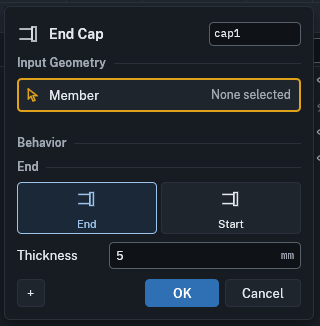 End Cap
cap1
Input Geometry
Member
None selected
Behavior
End
End
Start
Thickness
5
mm
+
OK
Cancel